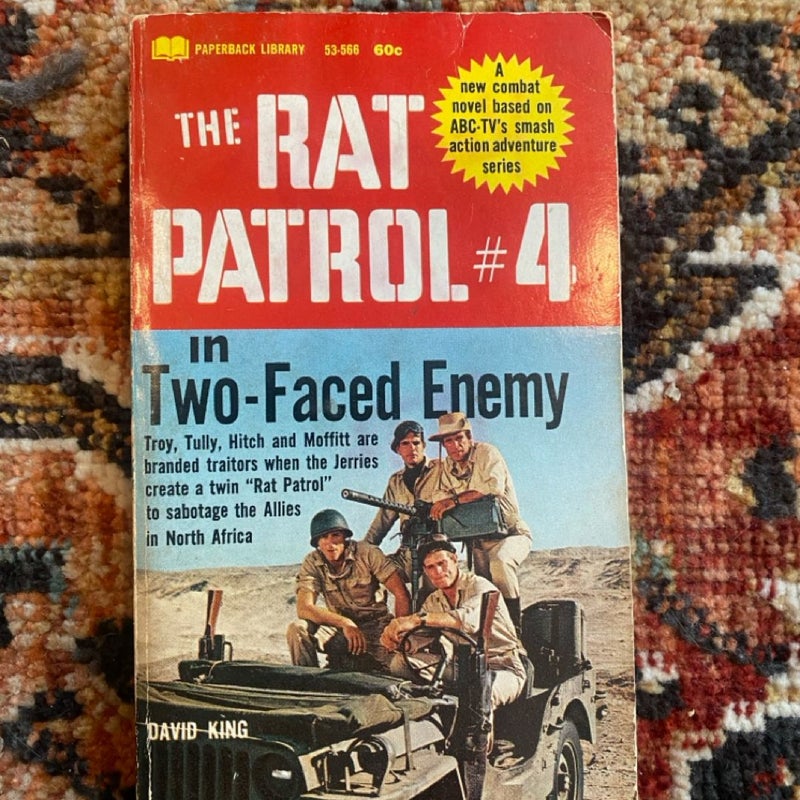 PAPERBACK LIBRARY 53-566 60c
A
new combat
novel based on
ABC-TV's smash
action adventure
series
THE RAT
PATROL #4
in
Two-Faced Enemy
Troy, Tully, Hitch and Moffitt are
branded traitors when the Jerries
create a twin "Rat Patrol"
to sabotage the Allies
in North Africa
DAVID KING